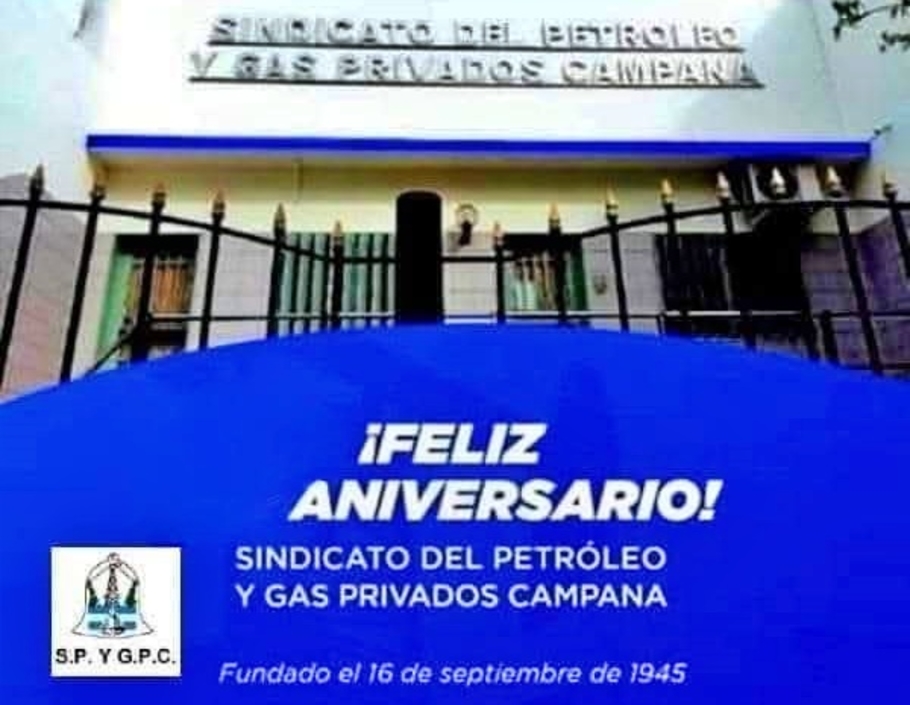 SINDICATO DEL PETROLEO
Y GAS PRIVADOS CAMPANA
¡FELIZ
ANIVERSARIO!
SINDICATO DEL PETRÓLEO
Y GAS PRIVADOS CAMPANA
S.P. Y G.P.C.
Fundado el 16 de septiembre de 1945